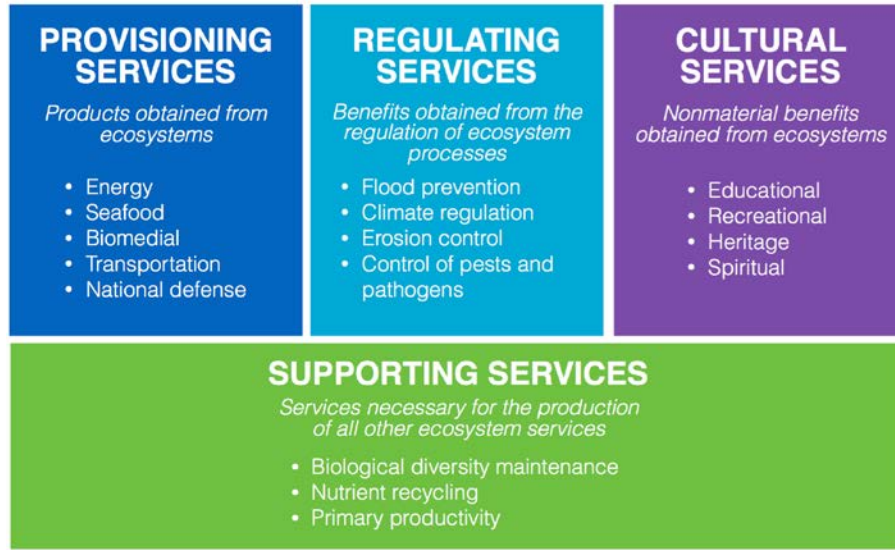 PROVISIONING
SERVICES
Products obtained from
ecosystems
• Energy
• Seafood
• Biomedial
• Transportation
• National defense
REGULATING
SERVICES
Benefits obtained from the
regulation of ecosystem
processes
• Flood prevention
• Climate regulation
• Erosion control
• Control of pests and
pathogens
CULTURAL
SERVICES
Nonmaterial benefits
obtained from ecosystems
• Educational
• Recreational
• Heritage
• Spiritual
SUPPORTING SERVICES
Services necessary for the production
of all other ecosystem services
• Biological diversity maintenance
• Nutrient recycling
• Primary productivity